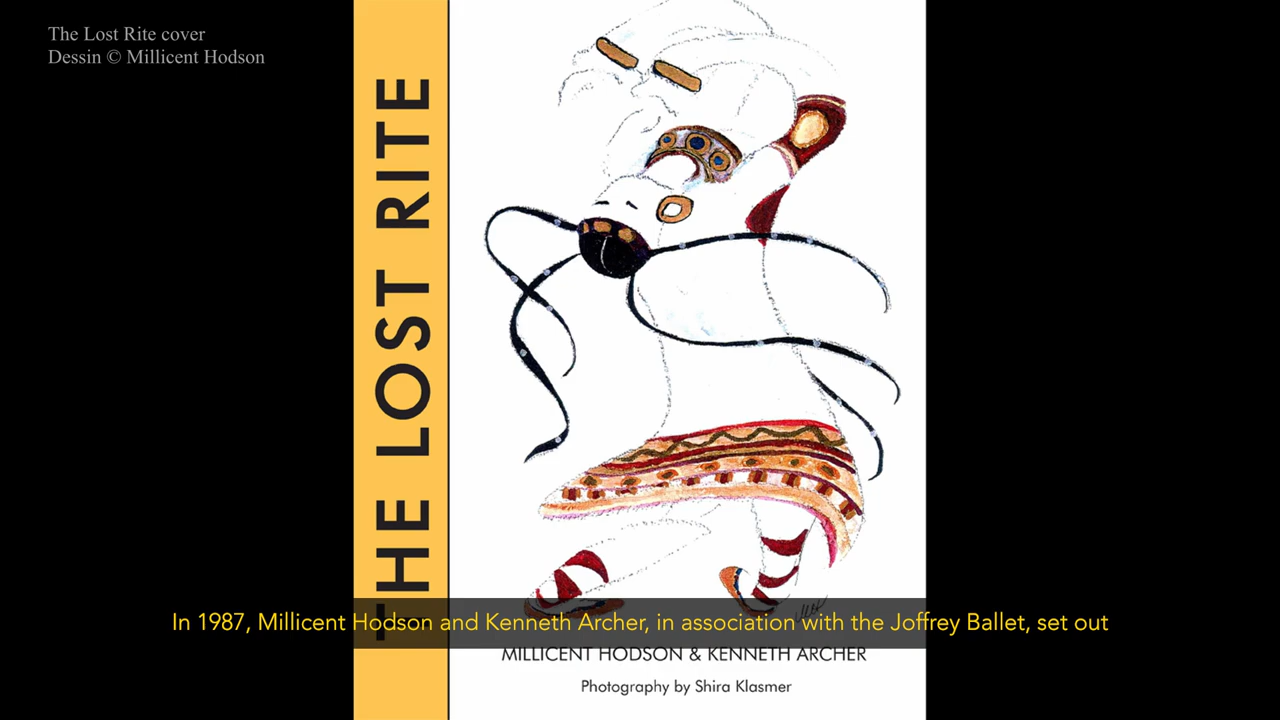 The Lost Rite cover
Dessin © Millicent Hodson
THE LOST RITE
In 1987, Millicent Hodson and Kenneth Archer, in association with the Joffrey Ballet, set out
MILLICENT HODSON & KENNETH ARCHER
Photography by Shira Klasmer